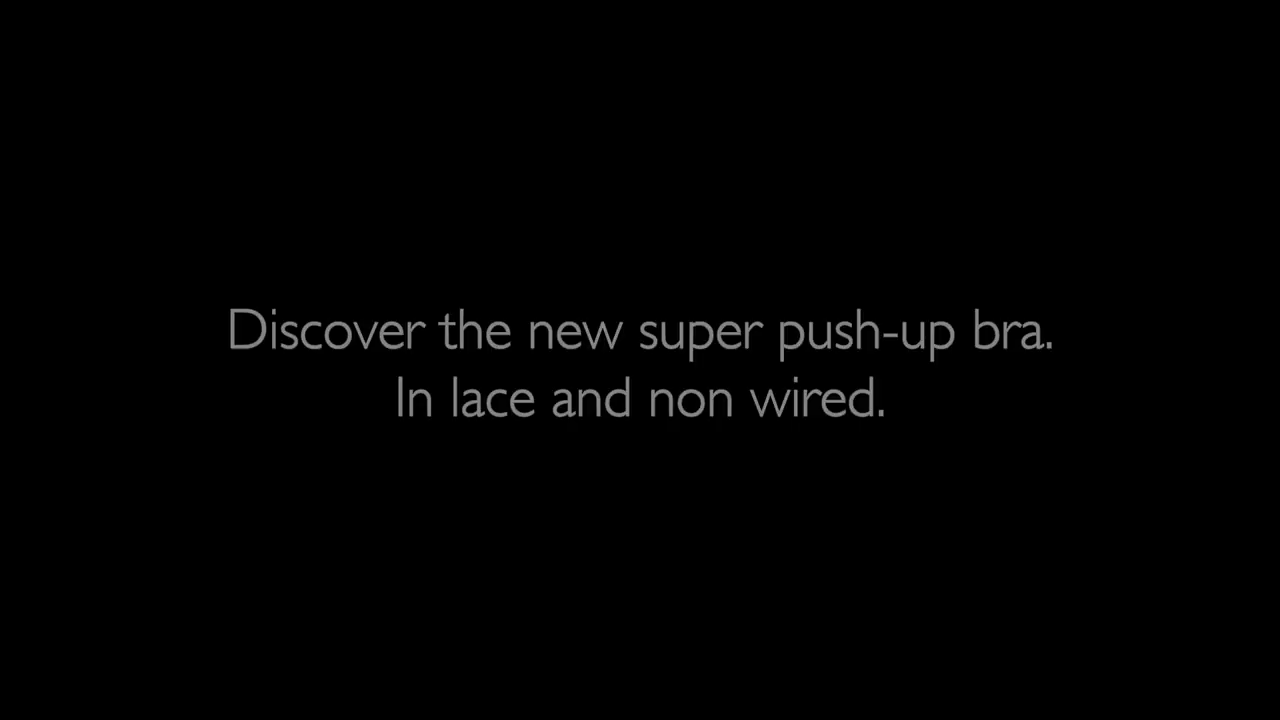 Discover the new super push-up bra.
In lace and non wired.